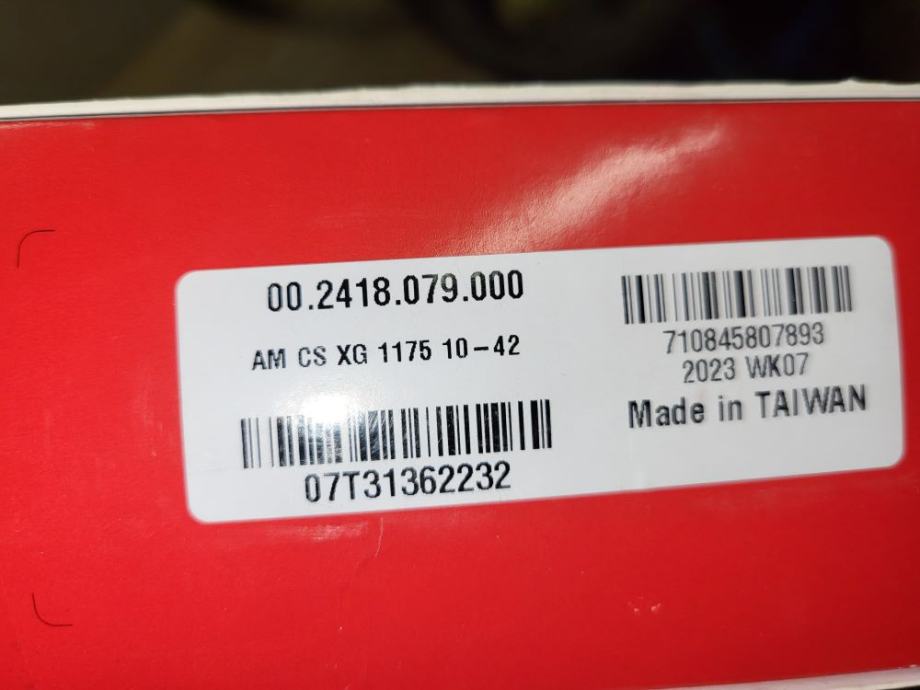 00.2418.079.000
AM CS XG 1175 10-42
07T31362232
710845807893
2023 WK07
Made in TAIWAN